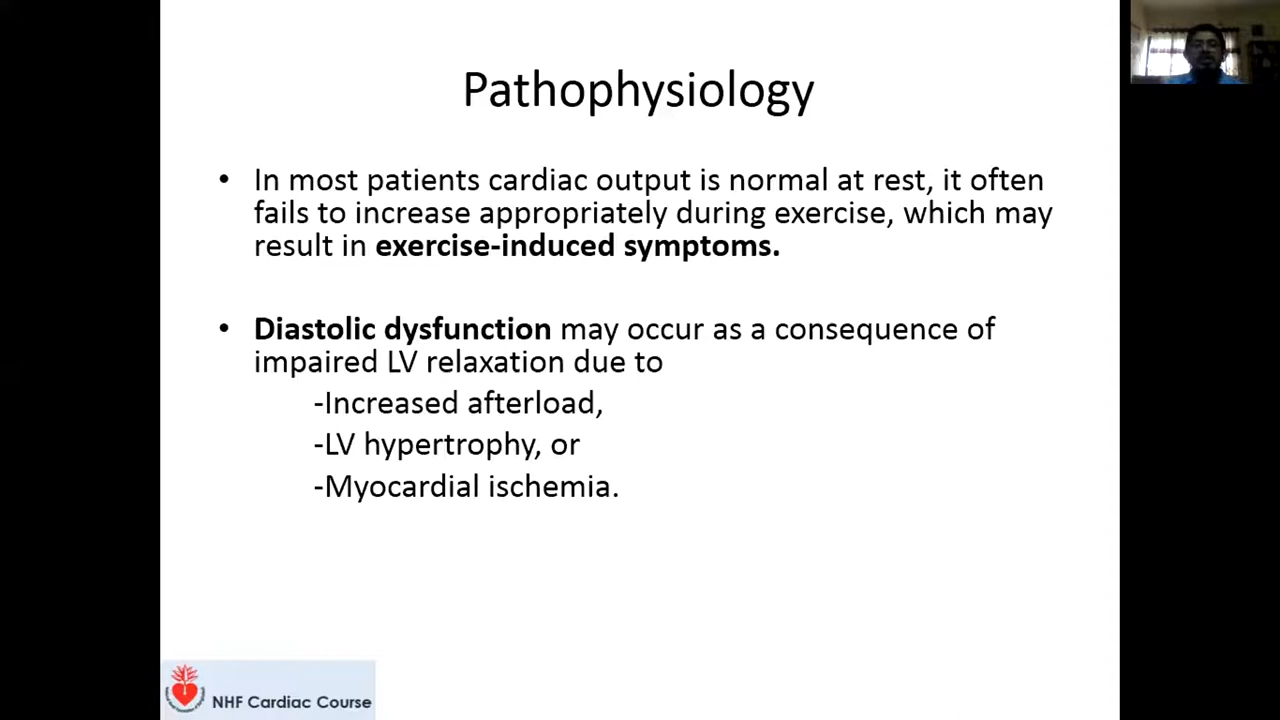 Pathophysiology
• In most patients cardiac output is normal at rest, it often
fails to increase appropriately during exercise, which may
result in exercise-induced symptoms.
• Diastolic dysfunction may occur as a consequence of
impaired LV relaxation due to
-Increased afterload,
-LV hypertrophy, or
-Myocardial ischemia.
NHF Cardiac Course